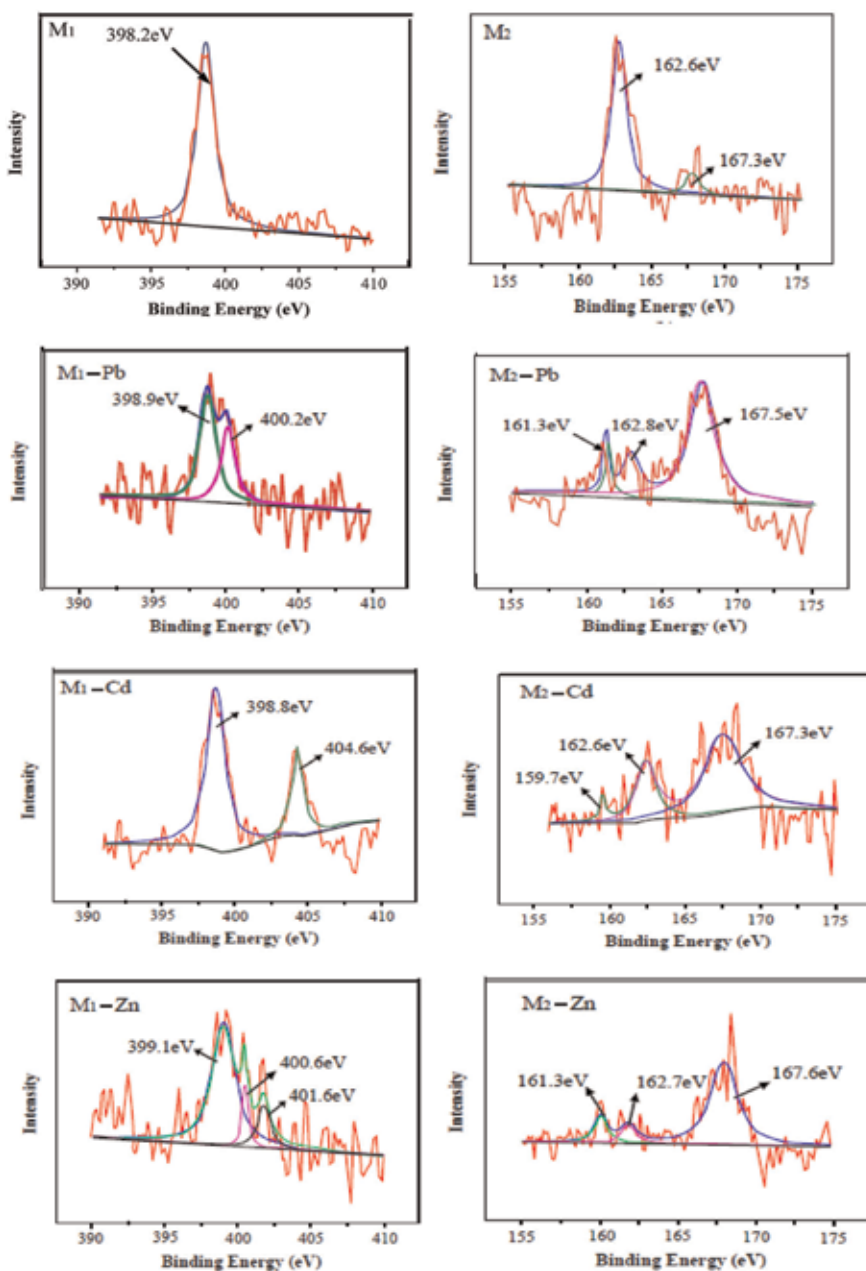 M1
398.2eV
Intensity
390 395 400 405 410
Binding Energy (eV)
M2
162.6eV
167.3eV
Intensity
155 160 165 170 175
Binding Energy (eV)
M1-Pb
398.9eV
400.2eV
Intensity
390 395 400 405 410
Binding Energy (eV)
M2-Pb
161.3eV
162.8eV
167.5eV
Intensity
155 160 165 170 175
Binding Energy (eV)
M1-Cd
398.8eV
404.6eV
Intensity
390 395 400 405 410
Binding Energy (eV)
M2-Cd
159.7eV
162.6eV
167.3eV
Intensity
155 160 165 170 175
Binding Energy (eV)
M1-Zn
399.1eV
400.6eV
401.6eV
Intensity
390 395 400 405 410
Binding Energy (eV)
M2-Zn
161.3eV
162.7eV
167.6eV
Intensity
155 160 165 170 175
Binding Energy (eV)